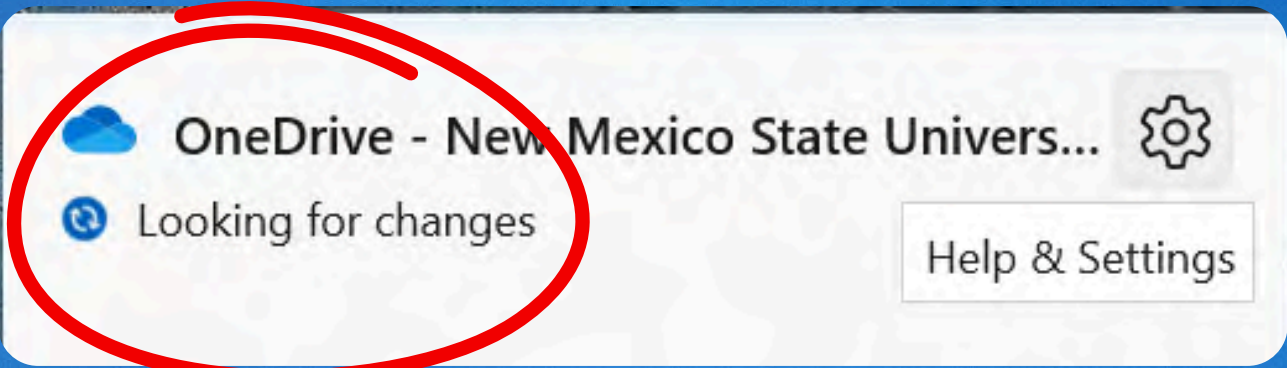 OneDrive - New Mexico State Univers...
Looking for changes
Help & Settings